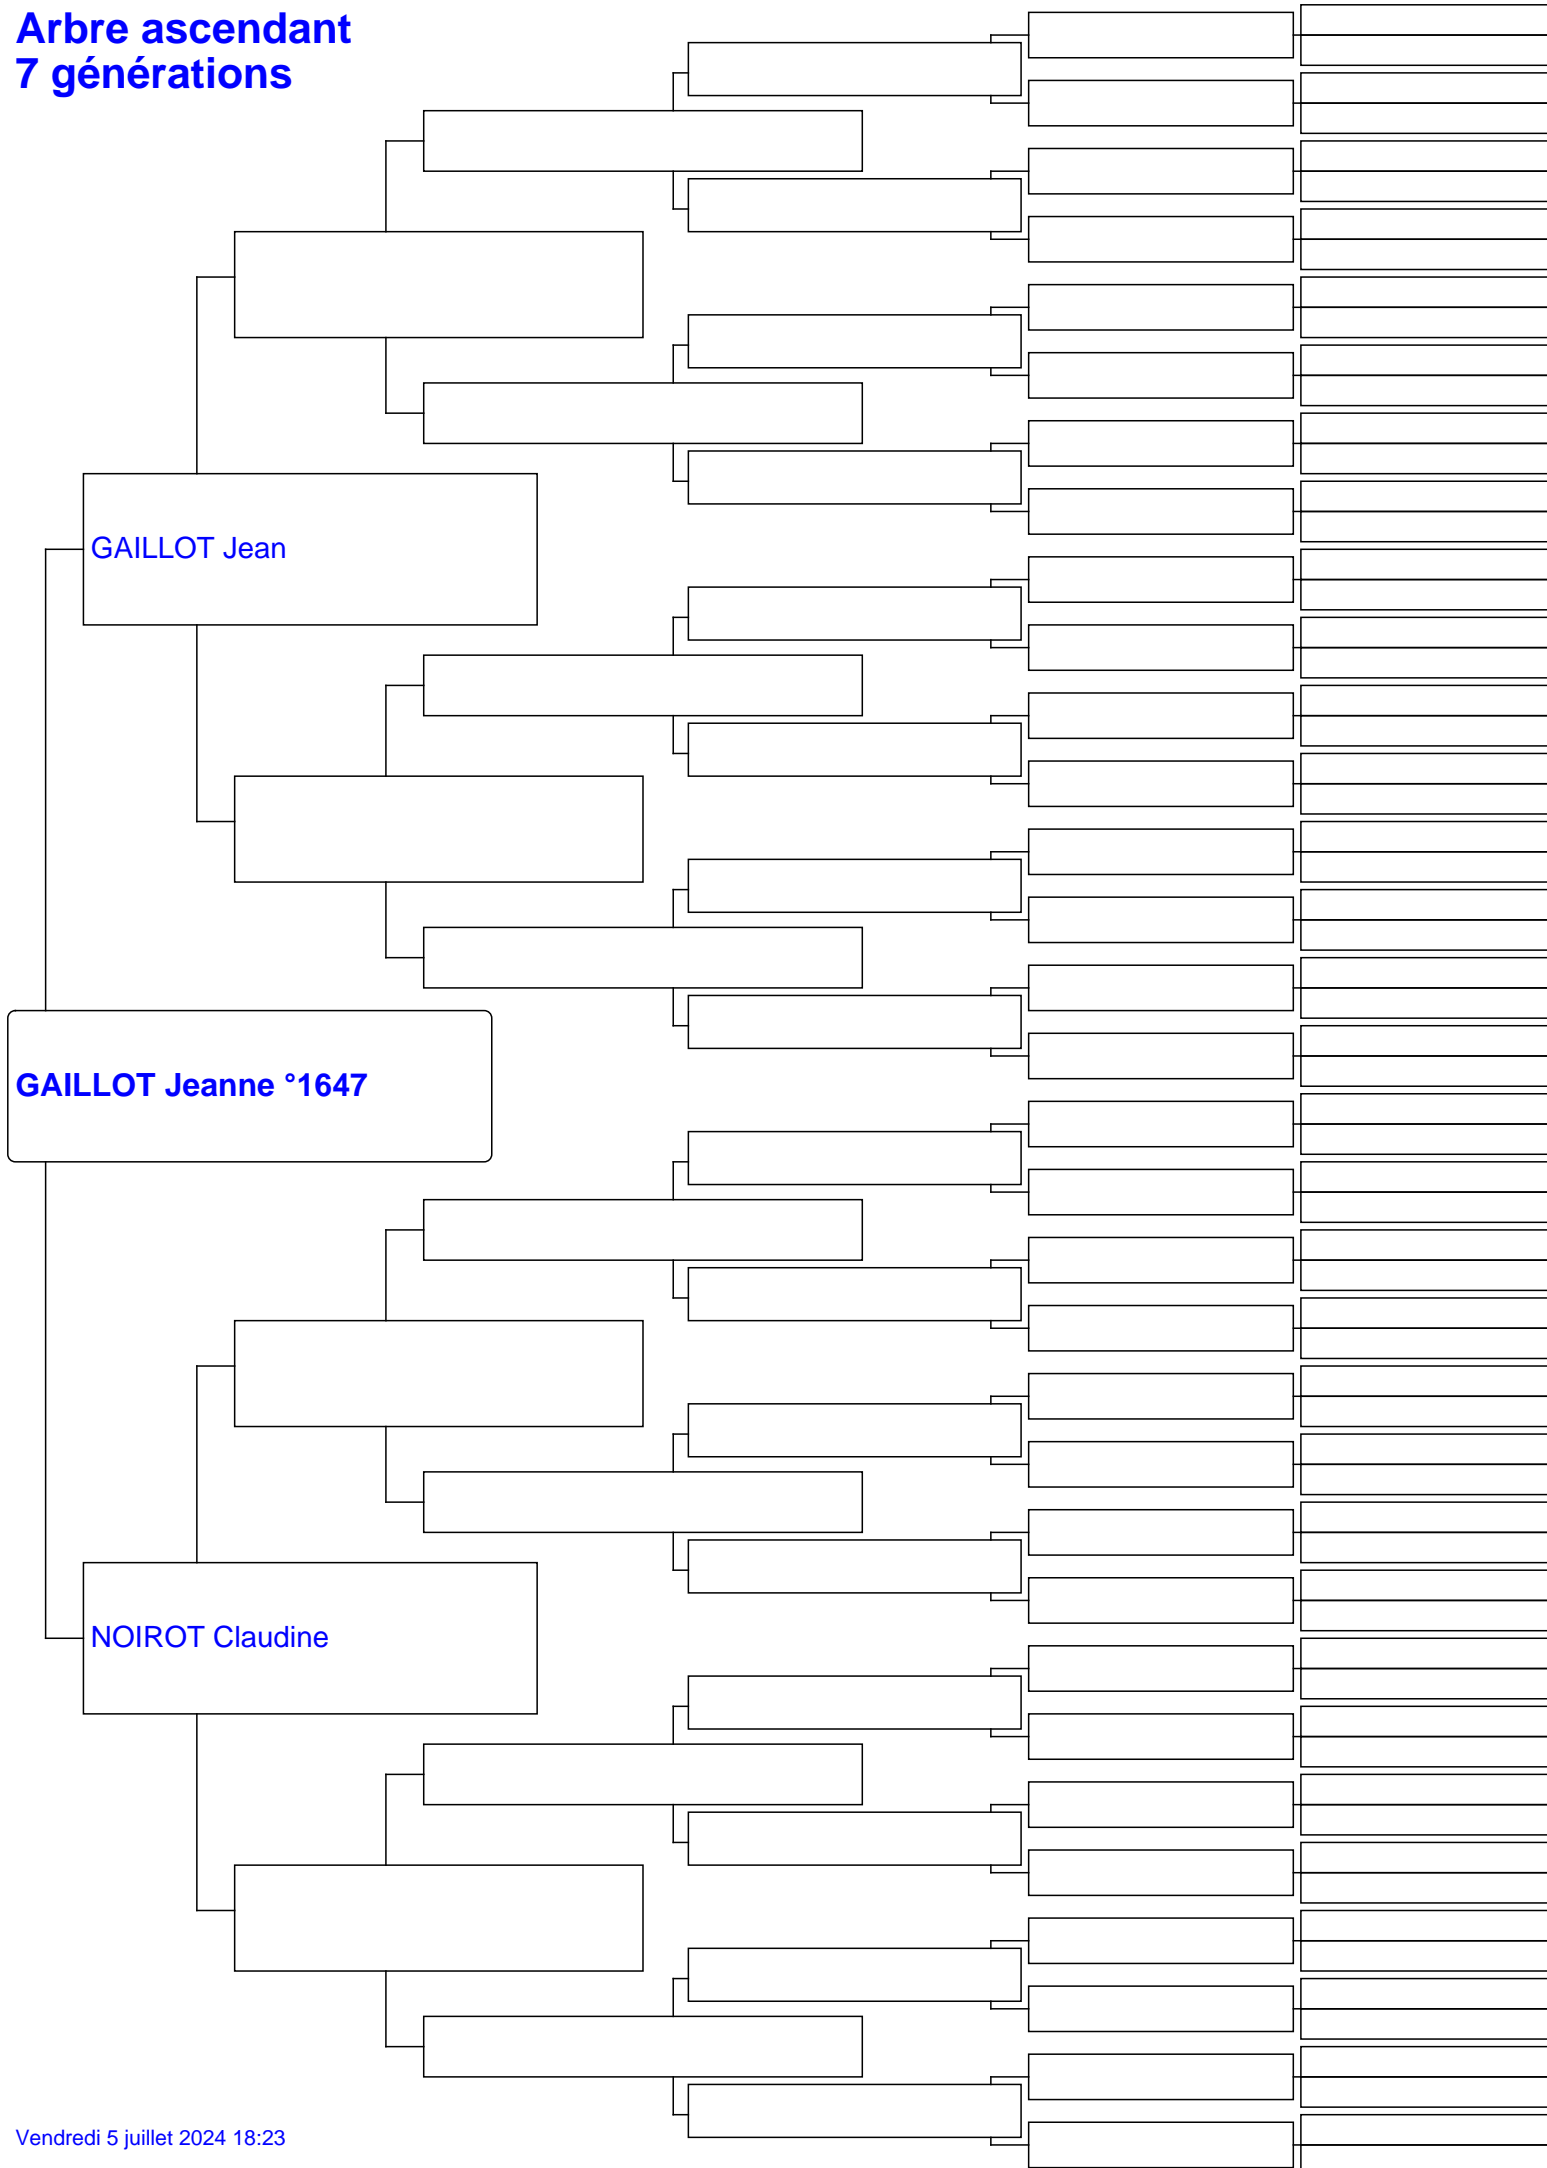 Arbre ascendant
7 générations
GAILLOT Jean
GAILLOT Jeanne °1647
NOIROT Claudine
Vendredi 5 juillet 2024 18:23